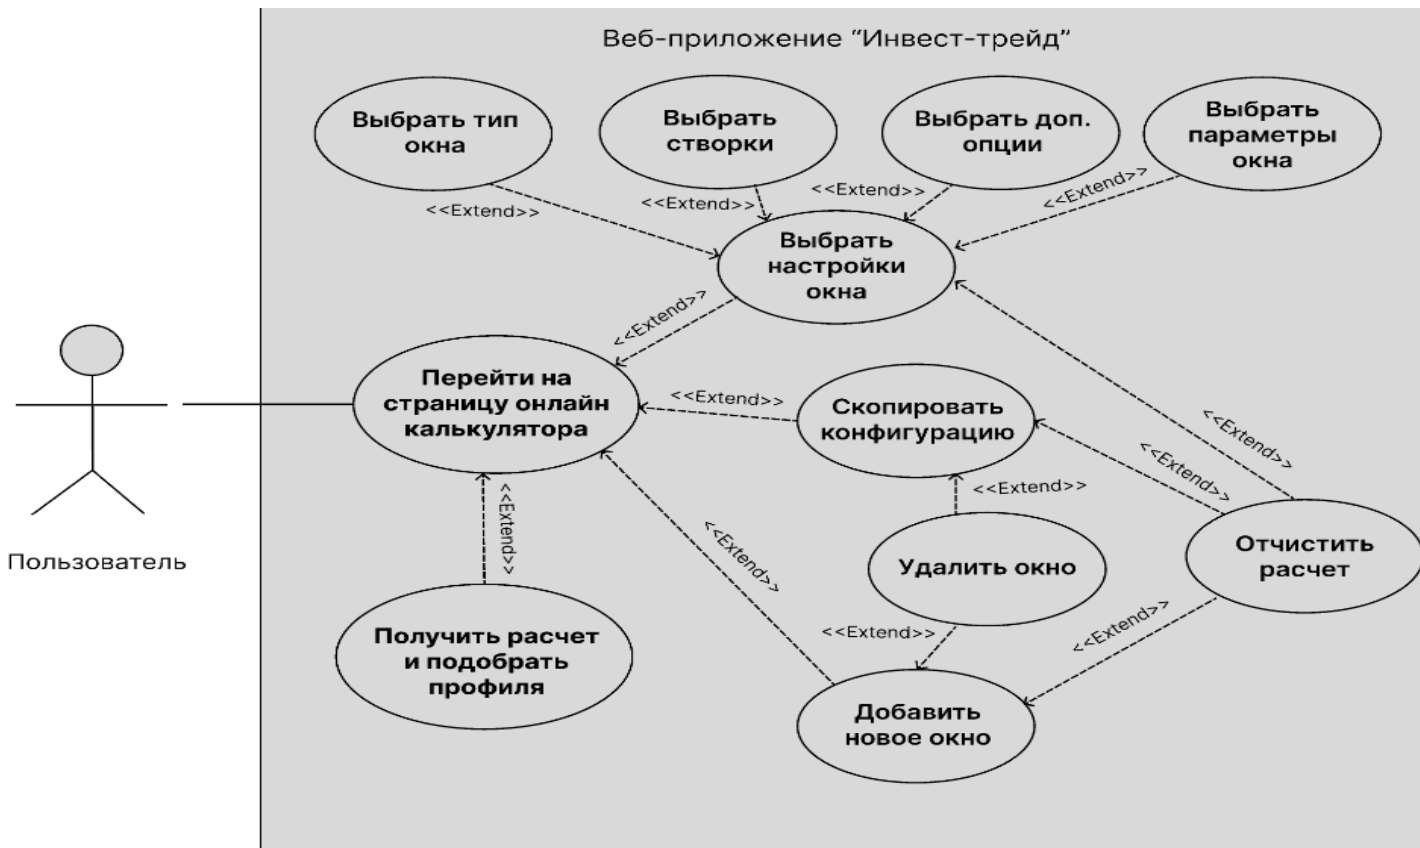 Веб-приложение “Инвест-трейд”
Выбрать тип
окна
Выбрать
створки
Выбрать доп.
опции
Выбрать
параметры
окна
<<Extend>>
<<Extend>>
<<Extend>>
<<Extend>>
Выбрать
настройки
окна
<<Extend>>
Перейти на
страницу онлайн
калькулятора
<<Extend>>
Скопировать
конфигурацию
<<Extend>>
<<Extend>>
<<Extend>>
<<Extend>>
<<Extend>>
Пользователь
Удалить окно
Отчистить
расчет
Получить расчет
и подобрать
профиля
<<Extend>>
<<Extend>>
Добавить
новое окно